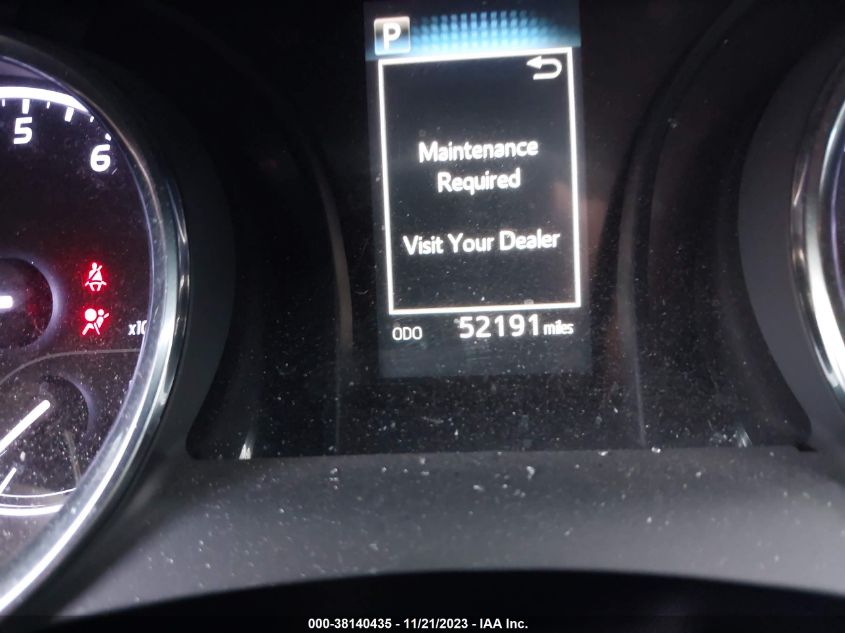 P
5
6
Maintenance
Required
Visit Your Dealer
ODO 52191 miles
000-38140435 - 11/21/2023 - IAA Inc.